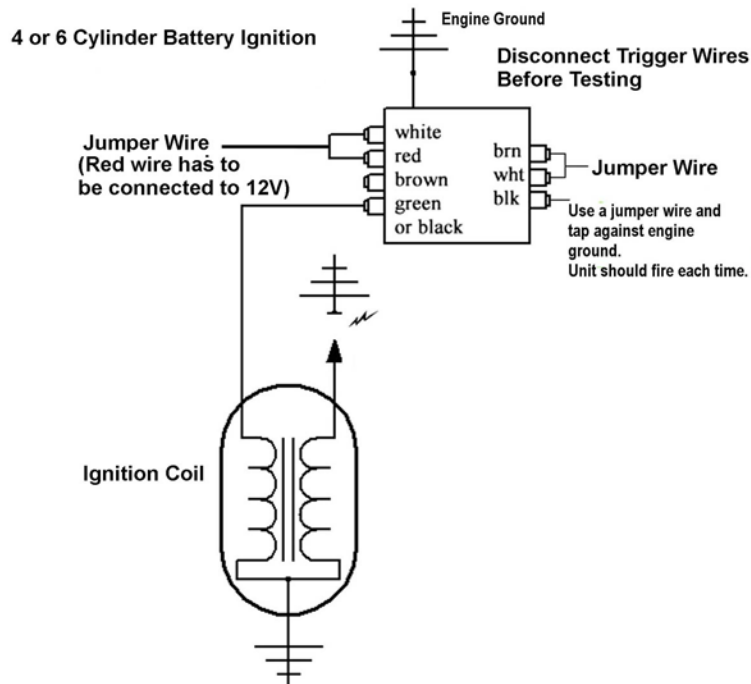 Engine Ground
4 or 6 Cylinder Battery Ignition
Disconnect Trigger Wires
Before Testing
Jumper Wire
(Red wire has to
be connected to 12V)
white
red
brown
green
or black
brn
wht
blk
Jumper Wire
Use a jumper wire and
tap against engine
ground.
Unit should fire each time.
Ignition Coil